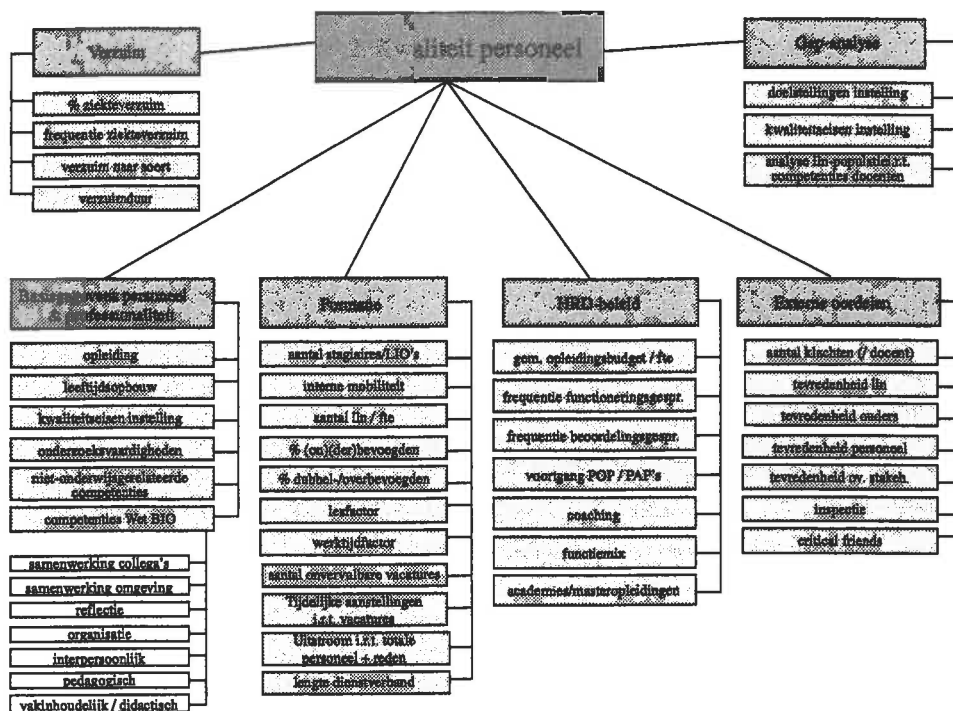 2. Kwaliteit personeel
Verzuim
% ziekteverzuim
frequentie ziekteverzuim
verzuim naar soort
verzuimduur
Gap-analyse
doelstellingen instelling
kwaliteitseisen instelling
analyse lln-populatie i.r.t.
competenties docenten
personeel
& professionaliteit
opleiding
leeftijdsopbouw
kwaliteitseisen instelling
onderzoeksvaardigheden
niet-onderwijsgerelateerde
competenties
competenties Wet BIO
samenwerking collega's
samenwerking omgeving
reflectie
organisatie
interpersoonlijk
pedagogisch
vakinhoudelijk / didactisch
Formatie
aantal stagiaires/LIO's
interne mobiliteit
aantal lln / fte
% (on)(der)bevoegden
% dubbel-/overbevoegden
lesfactor
werktijdfactor
aantal onvervulbare vacatures
Tijdelijke aanstellingen
i.r.t. vacatures
Uitstroom i.r.t. totale
personeel + reden
lengte dienstverband
HRD-beleid
gem. opleidingsbudget / fte
frequentie functioneringsgespr.
frequentie beoordelingsgespr.
voortgang POP / PAP's
coaching
functiemix
academies/masteropleidingen
Externe oordelen
aantal klachten (/ docent)
tevredenheid lln
tevredenheid ouders
tevredenheid personeel
tevredenheid ov. stakeh.
inspectie
critical friends